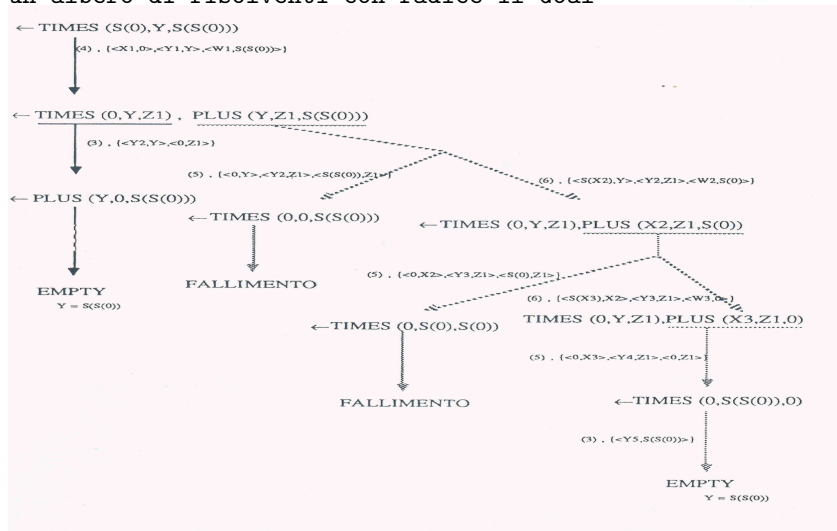 un albero di risolventi con radice il goal
← TIMES (S(0),Y,S(S(0)))
(4) , {<X1,0>,<Y1,Y>,<W1,S(S(0))>}
← TIMES (0,Y,Z1) , PLUS (Y,Z1,S(S(0)))
(3) , {<Y2,Y>,<0,Z1>}
(5) , {<0,Y>,<Y2,Z1>,<S(S(0)),Z1>}
(6) , {<S(X2),Y>,<Y2,Z1>,<W2,S(0)>}
← PLUS (Y,0,S(S(0)))
← TIMES (0,0,S(S(0)))
← TIMES (0,Y,Z1),PLUS (X2,Z1,S(0))
EMPTY
Y = S(S(0))
FALLIMENTO
(5) , {<0,X2>,<Y3,Z1>,<S(0),Z1>}
(6) , {<S(X3),X2>,<Y3,Z1>,<W3,0>}
← TIMES (0,S(0),S(0))
TIMES (0,Y,Z1),PLUS (X3,Z1,0)
(5) , {<0,X3>,<Y4,Z1>,<0,Z1>}
FALLIMENTO
←TIMES (0,S(S(0)),0)
(3) , {<Y5,S(S(0))>}
EMPTY
Y = S(S(0))